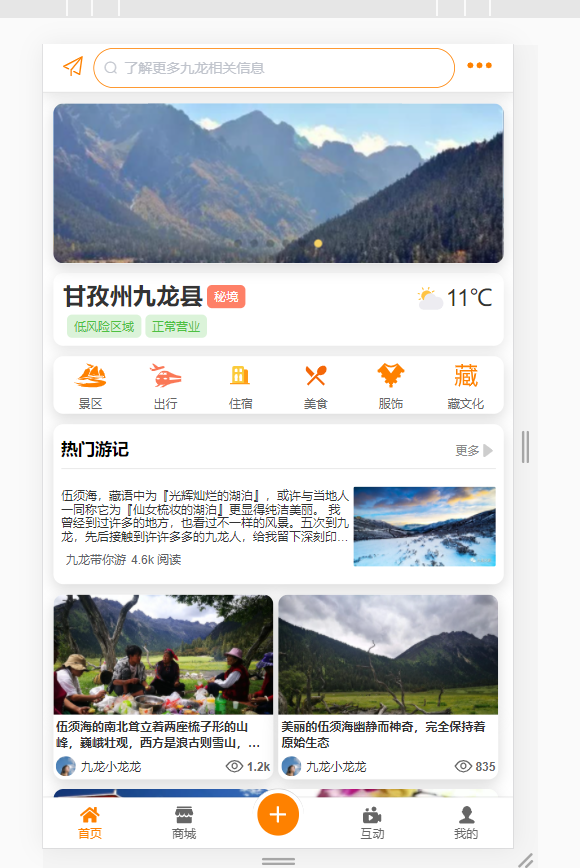 了解更多九龙相关信息
甘孜州九龙县 秘境 11℃
低风险区域 正常营业
景区 出行 住宿 美食 服饰 藏文化
藏
热门游记 更多
伍须海，藏语中为『光辉灿烂的湖泊』，或许与当地人
一同称它为『仙女梳妆的湖泊』更显得纯洁美丽。 我
曾经到过许多的地方，也看过不一样的风景。五次到九
龙，先后接触到许许多多的九龙人，给我留下深刻印...
九龙带你游 4.6k 阅读
伍须海的南北耸立着两座梳子形的山
峰，巍峨壮观，西方是浪古则雪山，...
九龙小龙龙 1.2k
美丽的伍须海幽静而神奇，完全保持着
原始生态
九龙小龙龙 835
首页 商城 互动 我的